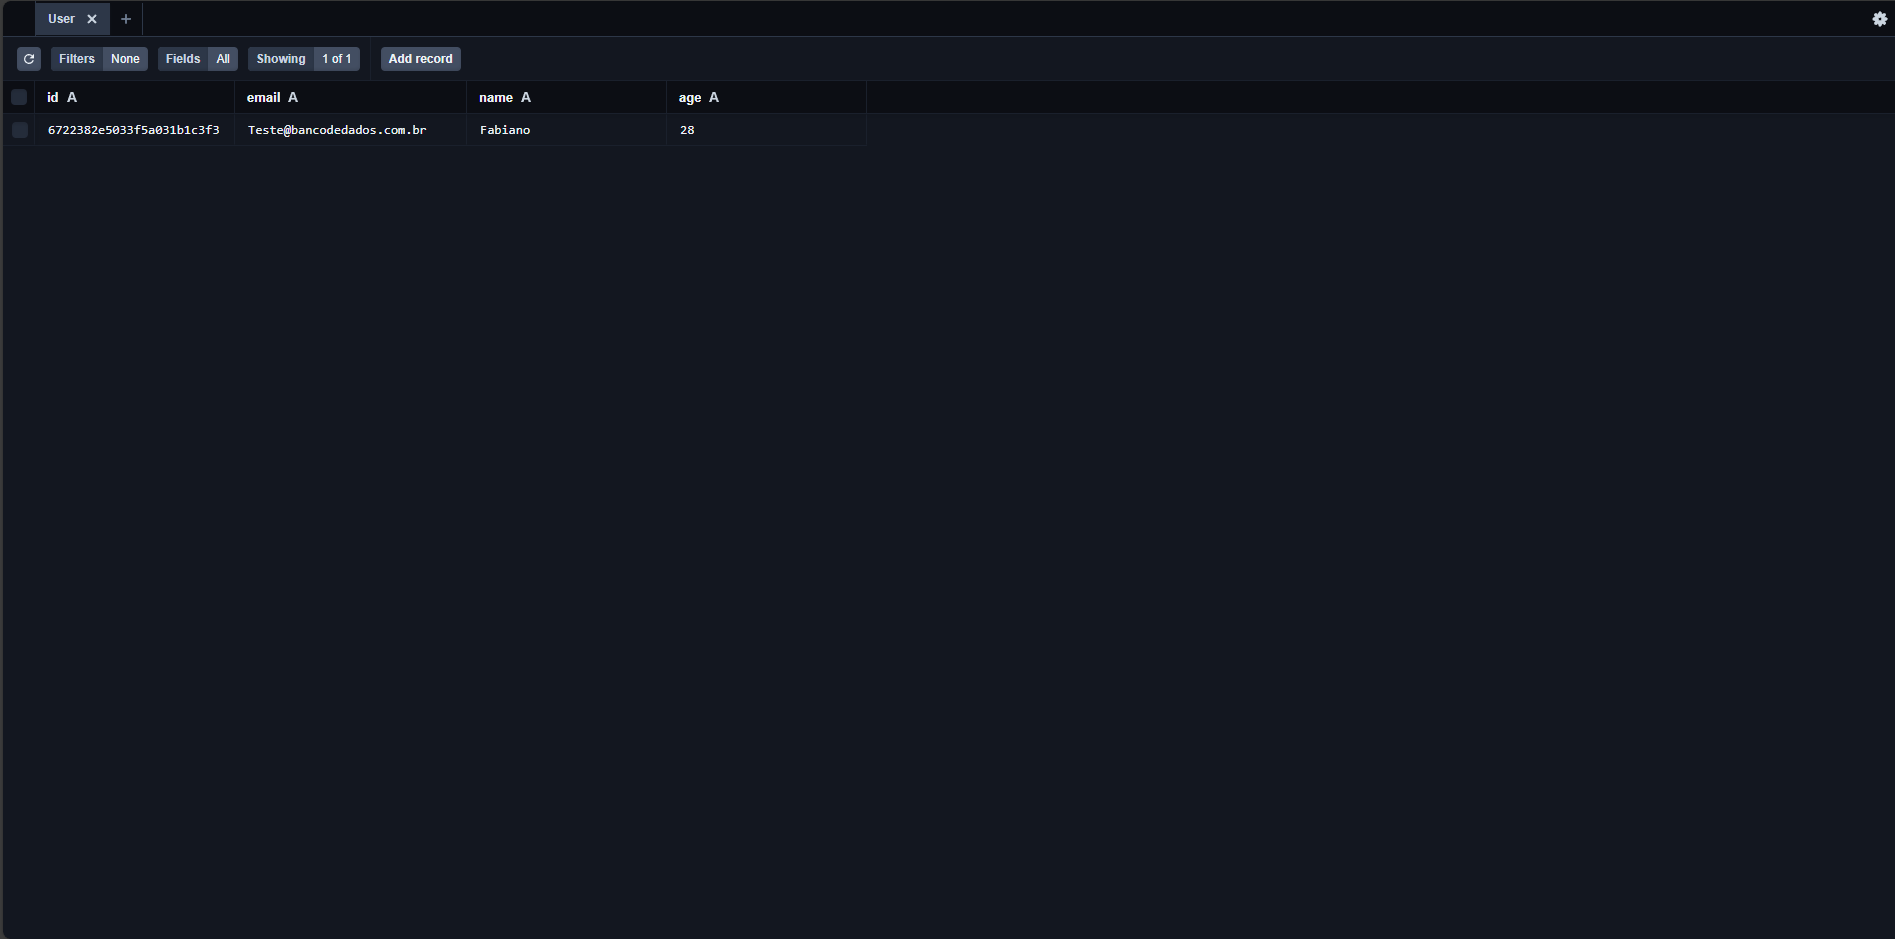 User ✕ +
Filters None Fields All Showing 1 of 1 Add record
id A email A name A age A
6722382e5033f5a031b1c3f3 Teste@bancodedados.com.br Fabiano 28